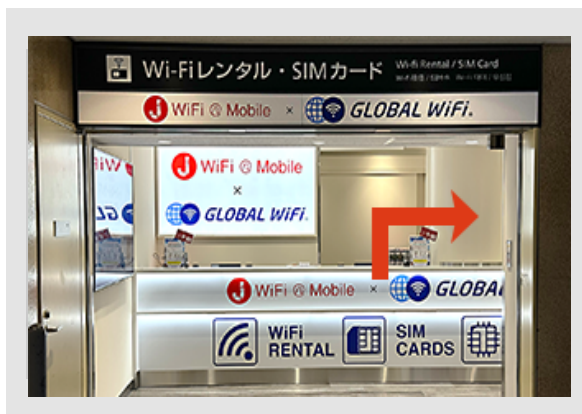 Wi-Fiレンタル・SIMカード
Wi-Fi Rental / SIM Card
J WiFi & Mobile × GLOBAL WiFi®
J WiFi & Mobile
×
GLOBAL WiFi®
J WiFi & Mobile × GLOBAL
WiFi RENTAL
SIM CARDS